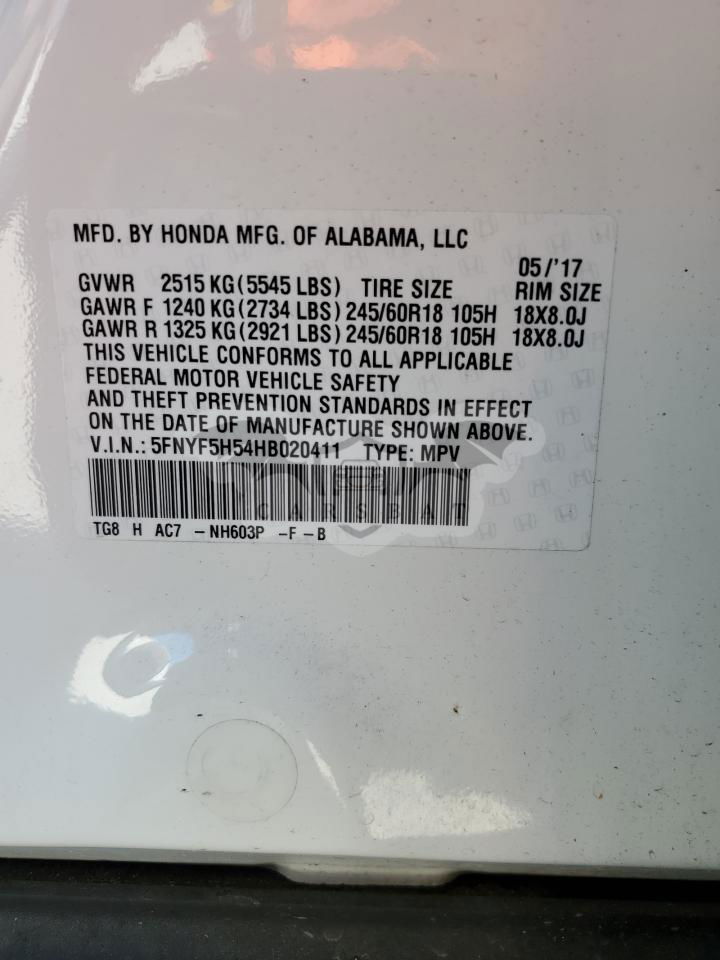 MFD. BY HONDA MFG. OF ALABAMA, LLC
05/'17
GVWR 2515 KG(5545 LBS) TIRE SIZE RIM SIZE
GAWR F 1240 KG(2734 LBS)245/60R18 105H 18X8.0J
GAWR R 1325 KG(2921 LBS)245/60R18 105H 18X8.0J
THIS VEHICLE CONFORMS TO ALL APPLICABLE
FEDERAL MOTOR VEHICLE SAFETY
AND THEFT PREVENTION STANDARDS IN EFFECT
ON THE DATE OF MANUFACTURE SHOWN ABOVE.
V.I.N.: 5FNYF5H54HB020411 TYPE: MPV
CARSBAT
TG8 H AC7 -NH603P -F -B